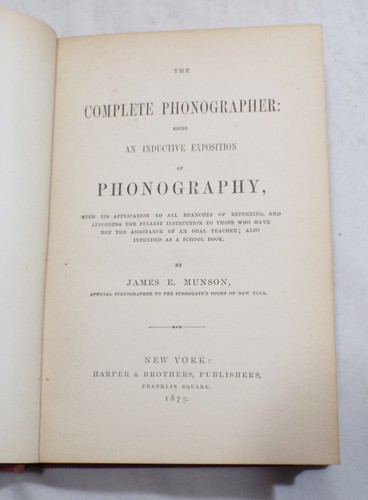 THE
COMPLETE PHONOGRAPHER:
BEING
AN INDUCTIVE EXPOSITION
OF
PHONOGRAPHY,
WITH ITS APPLICATION TO ALL BRANCHES OF REPORTING, AND
AFFORDING THE FULLEST INSTRUCTION TO THOSE WHO HAVE
NOT THE ASSISTANCE OF AN ORAL TEACHER; ALSO
INTENDED AS A SCHOOL BOOK.
BY
JAMES E. MUNSON,
OFFICIAL STENOGRAPHER TO THE SURROGATE'S COURT OF NEW YORK.
NEW YORK:
HARPER & BROTHERS, PUBLISHERS,
FRANKLIN SQUARE.
1875.